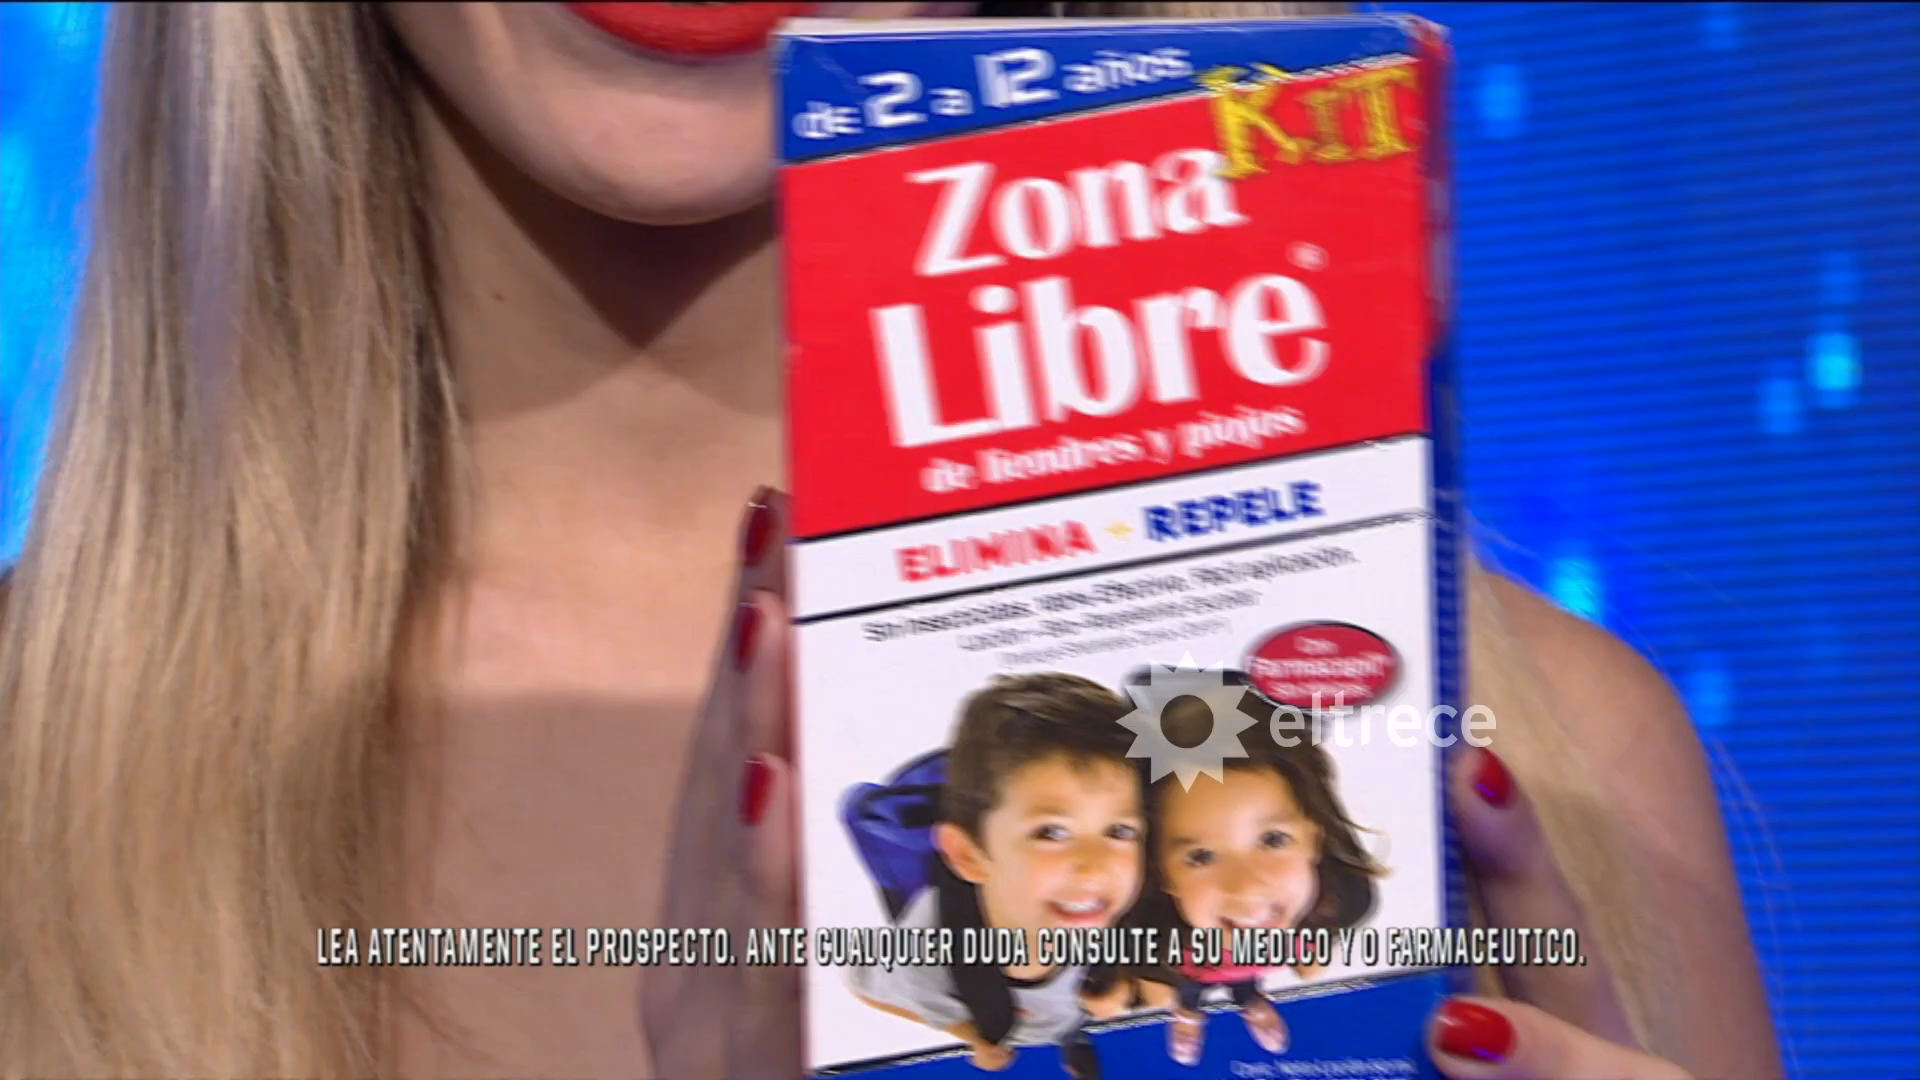 de 2 a 12 años
KIT
Zona
Libre
de liendres y piojos
ELIMINA + REPELE
eltrece
LEA ATENTAMENTE EL PROSPECTO. ANTE CUALQUIER DUDA CONSULTE A SU MEDICO Y O FARMACEUTICO.